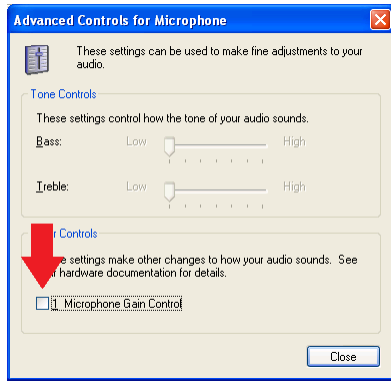 Advanced Controls for Microphone
These settings can be used to make fine adjustments to your
audio.
Tone Controls
These settings control how the tone of your audio sounds.
Bass: Low High
Treble: Low High
Controls
settings make other changes to how your audio sounds. See
hardware documentation for details.
1 Microphone Gain Control
Close